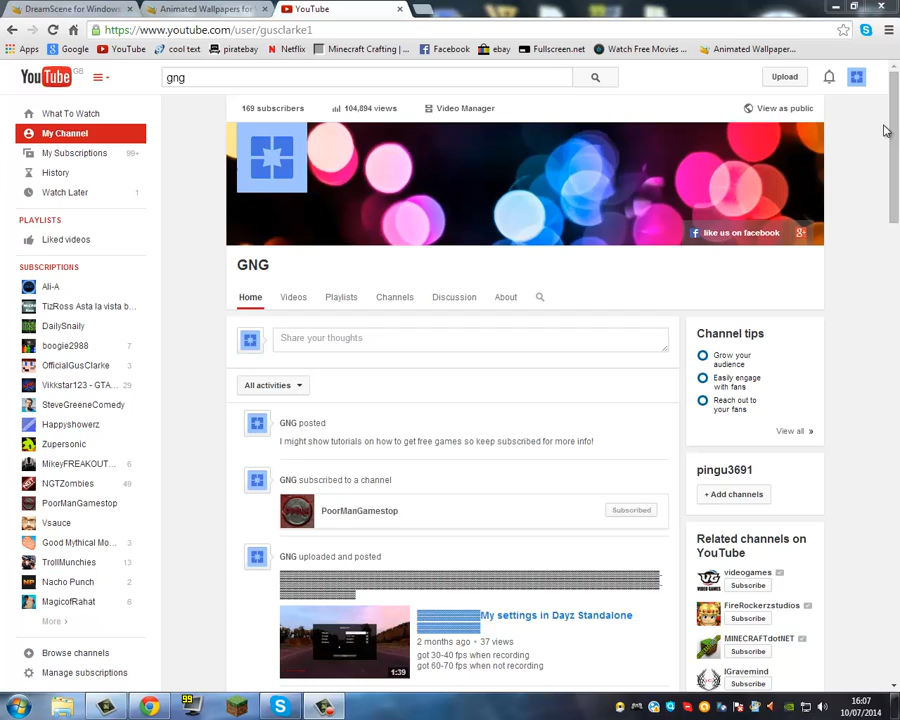 DreamScene for Windows
Animated Wallpapers for
YouTube
https://www.youtube.com/user/gusclarke1
Apps
Google
YouTube
cool text
piratebay
Netflix
Minecraft Crafting (...
Facebook
ebay
Fullscreen.net
Watch Free Movies ...
Animated Wallpaper...
YouTube GB
gng
Upload
What To Watch
My Channel
My Subscriptions 99+
History
Watch Later 1
PLAYLISTS
Liked videos
SUBSCRIPTIONS
Ali-A
TizRoss Asta la vista b...
DailySnaily
boogie2988 7
OfficialGusClarke
Vikkstar123 - GTA... 29
SteveGreeneComedy
Happyshowerz
Zupersonic
MikeyFREAKOUT... 6
NGTZombies 49
PoorManGamestop
Vsauce
Good Mythical Mo...
TrollMunchies 13
Nacho Punch 2
MagicofRahat 6
More ›
Browse channels
Manage subscriptions
169 subscribers
104,894 views
Video Manager
View as public
like us on facebook
GNG
Home
Videos
Playlists
Channels
Discussion
About
Share your thoughts
All activities
GNG posted
I might show tutorials on how to get free games so keep subscribed for more info!
GNG subscribed to a channel
PoorManGamestop
Subscribed
GNG uploaded and posted
My settings in Dayz Standalone
2 months ago • 37 views
got 30-40 fps when recording
got 60-70 fps when not recording
1:39
Channel tips
Grow your
audience
Easily engage
with fans
Reach out to
your fans
View all »
pingu3691
+ Add channels
Related channels on
YouTube
videogames
Subscribe
FireRockerzstudios
Subscribe
MINECRAFTdotNET
Subscribe
IGravemind
Subscribe
99
16:07
10/07/2014